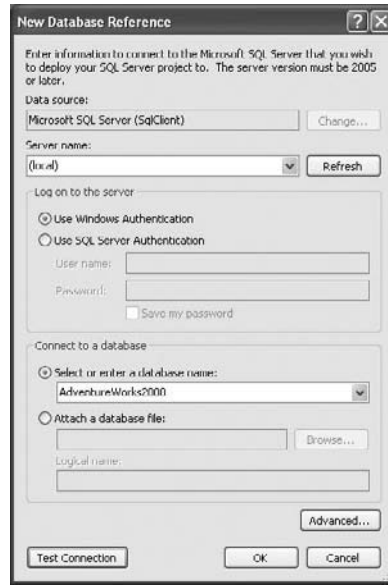 New Database Reference
Enter information to connect to the Microsoft SQL Server that you wish
to deploy your SQL Server project to. The server version must be 2005
or later.
Data source:
Microsoft SQL Server (SqlClient)
Change...
Server name:
(local)
Refresh
Log on to the server
Use Windows Authentication
Use SQL Server Authentication
User name:
Password:
Save my password
Connect to a database
Select or enter a database name:
AdventureWorks2000
Attach a database file:
Browse...
Logical name:
Advanced...
Test Connection
OK
Cancel